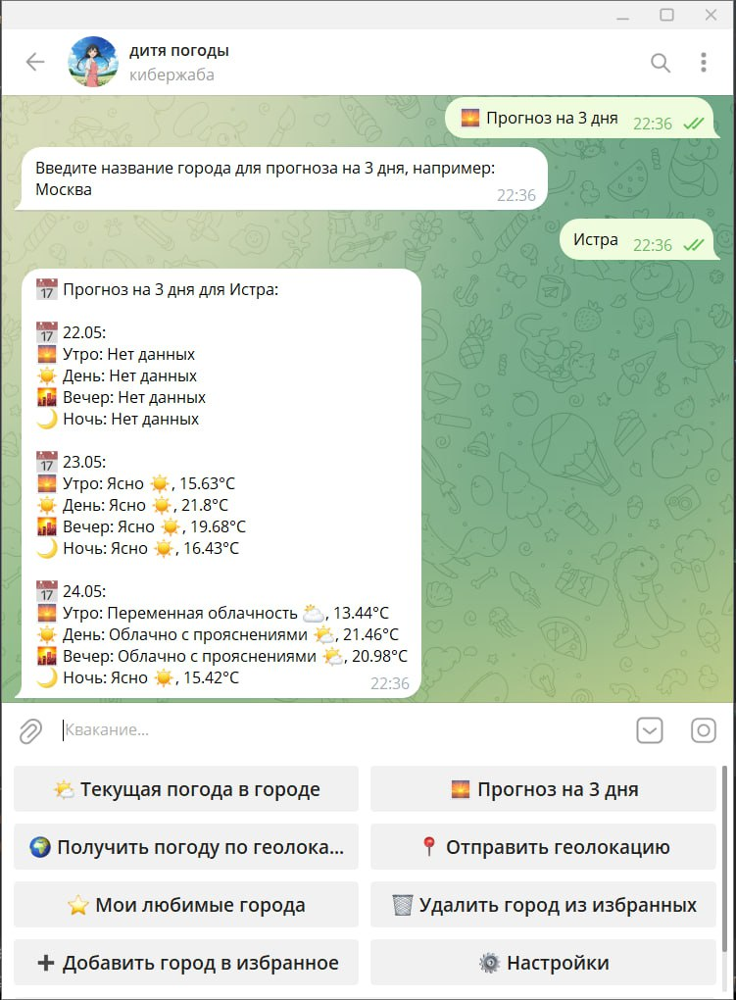 дитя погоды
кибержаба
🌇 Прогноз на 3 дня 22:36
Введите название города для прогноза на 3 дня, например:
Москва
22:36
Истра 22:36
📅 Прогноз на 3 дня для Истра:
📅 22.05:
🌅 Утро: Нет данных
☀️ День: Нет данных
🌇 Вечер: Нет данных
🌙 Ночь: Нет данных
📅 23.05:
🌅 Утро: Ясно ☀️, 15.63°C
☀️ День: Ясно ☀️, 21.8°C
🌇 Вечер: Ясно ☀️, 19.68°C
🌙 Ночь: Ясно ☀️, 16.43°C
📅 24.05:
🌅 Утро: Переменная облачность 🌥️, 13.44°C
☀️ День: Облачно с прояснениями 🌤️, 21.46°C
🌇 Вечер: Облачно с прояснениями 🌤️, 20.98°C
🌙 Ночь: Ясно ☀️, 15.42°C
22:36
Квакание...
🌤️ Текущая погода в городе
🌅 Прогноз на 3 дня
🌍 Получить погоду по геолока...
📍 Отправить геолокацию
⭐ Мои любимые города
🗑️ Удалить город из избранных
➕ Добавить город в избранное
⚙️ Настройки